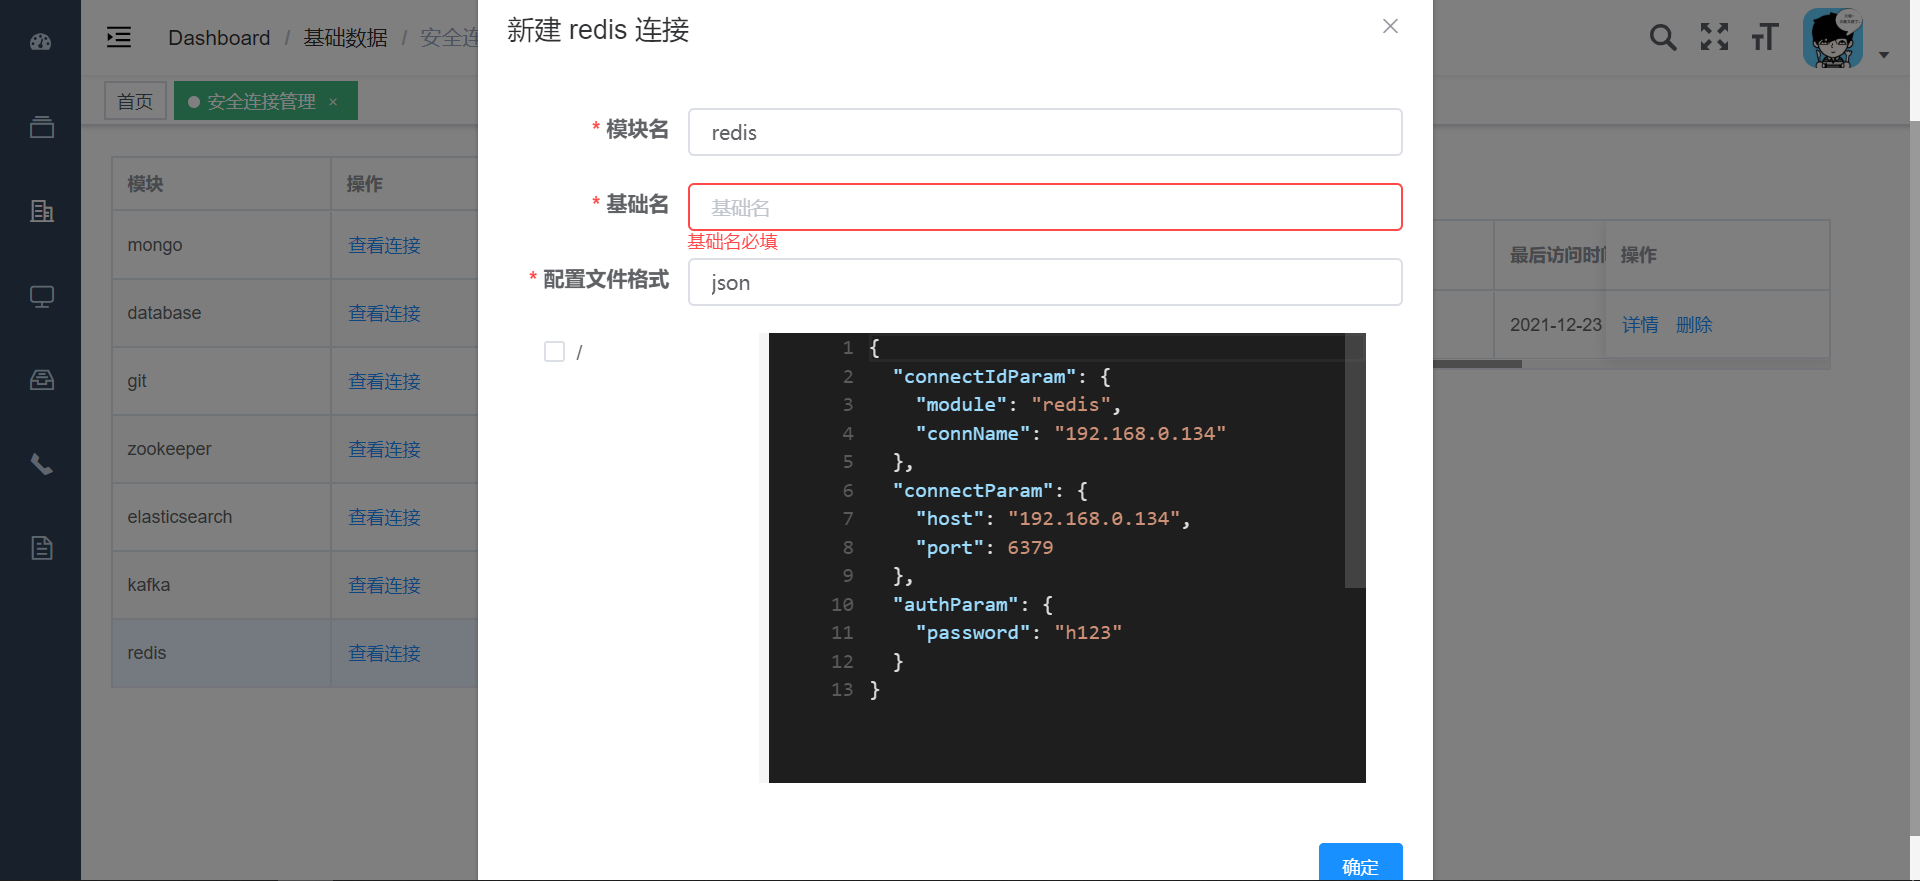 Dashboard / 基础数据 / 安全连
首页
安全连接管理 ×
模块 操作
mongo 查看连接
database 查看连接
git 查看连接
zookeeper 查看连接
elasticsearch 查看连接
kafka 查看连接
redis 查看连接
新建 redis 连接
* 模块名 redis
* 基础名 基础名
基础名必填
* 配置文件格式 json
/
1 {
2 "connectIdParam": {
3 "module": "redis",
4 "connName": "192.168.0.134"
5 },
6 "connectParam": {
7 "host": "192.168.0.134",
8 "port": 6379
9 },
10 "authParam": {
11 "password": "h123"
12 }
13 }
确定
最后访问时间 操作
2021-12-23 详情 删除